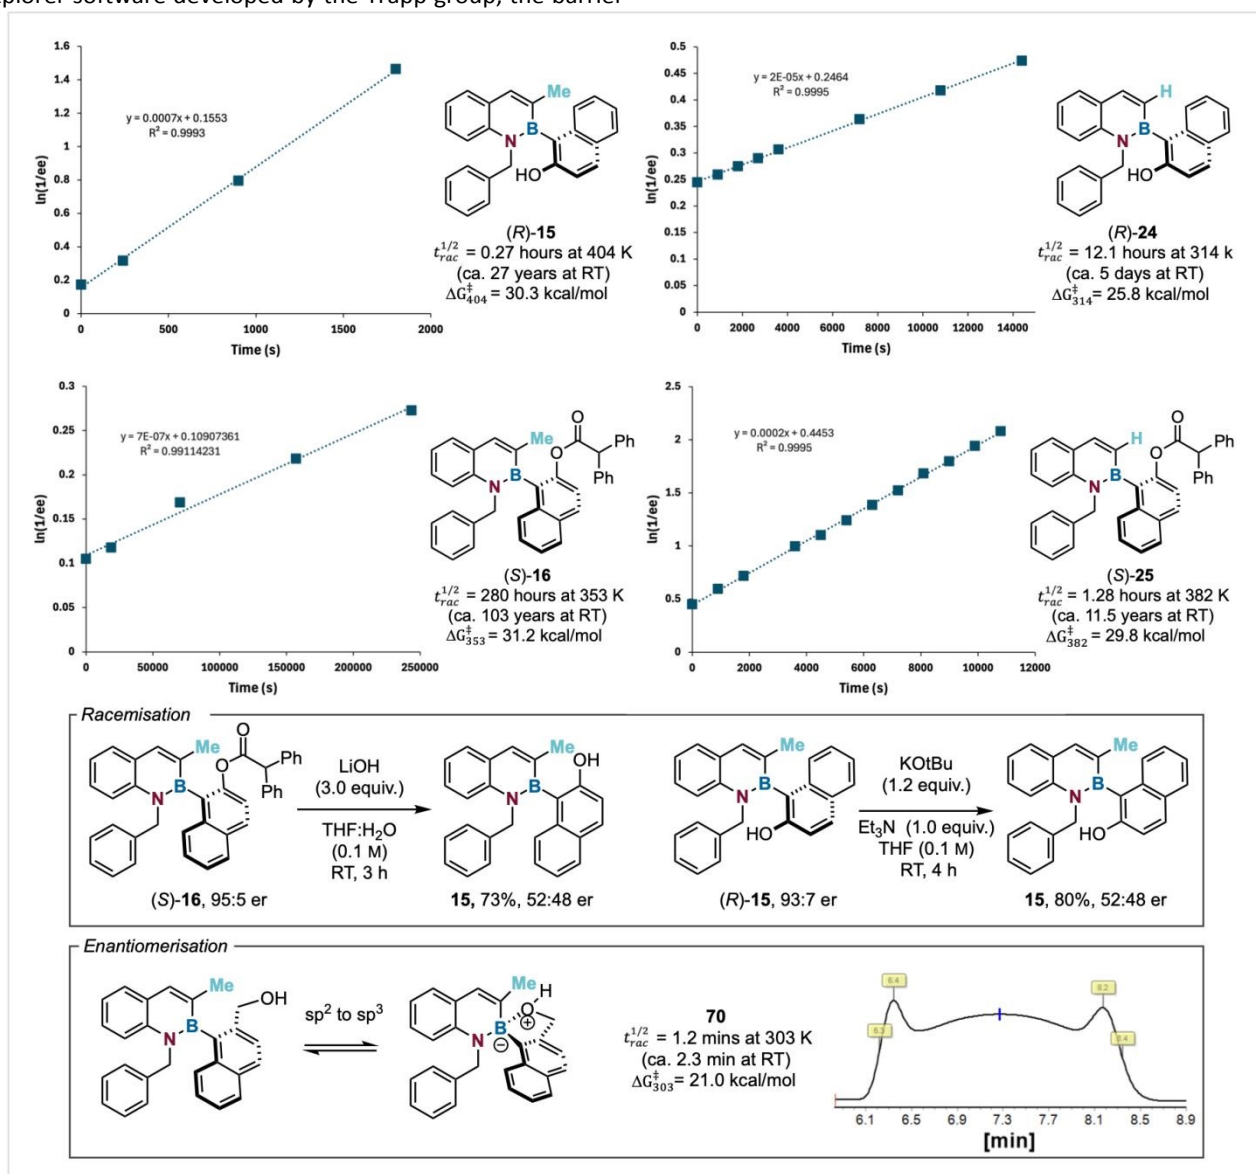 xplorer software developed by the Trapp group, the barrier
1.6
1.4
1.2
1
0.8
0.6
0.4
0.2
0
ln(1/ee)
y = 0.0007x + 0.1553
R² = 0.9993
0 500 1000 1500 2000
Time (s)
Me
B
N
HO
(R)-15
t1/2rac = 0.27 hours at 404 K
(ca. 27 years at RT)
ΔG‡404 = 30.3 kcal/mol
0.5
0.45
0.4
0.35
0.3
0.25
0.2
0.15
0.1
0.05
0
ln(1/ee)
y = 2E-05x + 0.2464
R² = 0.9995
0 2000 4000 6000 8000 10000 12000 14000
Time (s)
H
B
N
HO
(R)-24
t1/2rac = 12.1 hours at 314 k
(ca. 5 days at RT)
ΔG‡314= 25.8 kcal/mol
0.3
0.25
0.2
0.15
0.1
0.05
0
ln(1/ee)
y = 7E-07x + 0.10907361
R² = 0.99114231
0 50000 100000 150000 200000 250000
Time (s)
O
Me O Ph
B Ph
N
(S)-16
t1/2rac = 280 hours at 353 K
(ca. 103 years at RT)
ΔG‡353 = 31.2 kcal/mol
2.5
2
1.5
1
0.5
0
ln(1/ee)
y = 0.0002x + 0.4453
R² = 0.9995
0 2000 4000 6000 8000 10000 12000
Time (s)
O
H O Ph
B Ph
N
(S)-25
t1/2rac = 1.28 hours at 382 K
(ca. 11.5 years at RT)
ΔG‡382 = 29.8 kcal/mol
Racemisation
O
Me O Ph
B Ph
N
(S)-16, 95:5 er
LiOH
(3.0 equiv.)
THF:H₂O
(0.1 M)
RT, 3 h
Me OH
B
N
15, 73%, 52:48 er
Me
B
N
HO
(R)-15, 93:7 er
KOtBu
(1.2 equiv.)
Et₃N (1.0 equiv.)
THF (0.1 M)
RT, 4 h
Me
B
N
HO
15, 80%, 52:48 er
Enantiomerisation
Me OH
B
N
sp² to sp³
Me H
O
⊕
B
⊖
N
70
t1/2rac = 1.2 mins at 303 K
(ca. 2.3 min at RT)
ΔG‡303= 21.0 kcal/mol
6.4
8.2
6.3
8.4
6.1 6.5 6.9 7.3 7.7 8.1 8.5 8.9
[min]